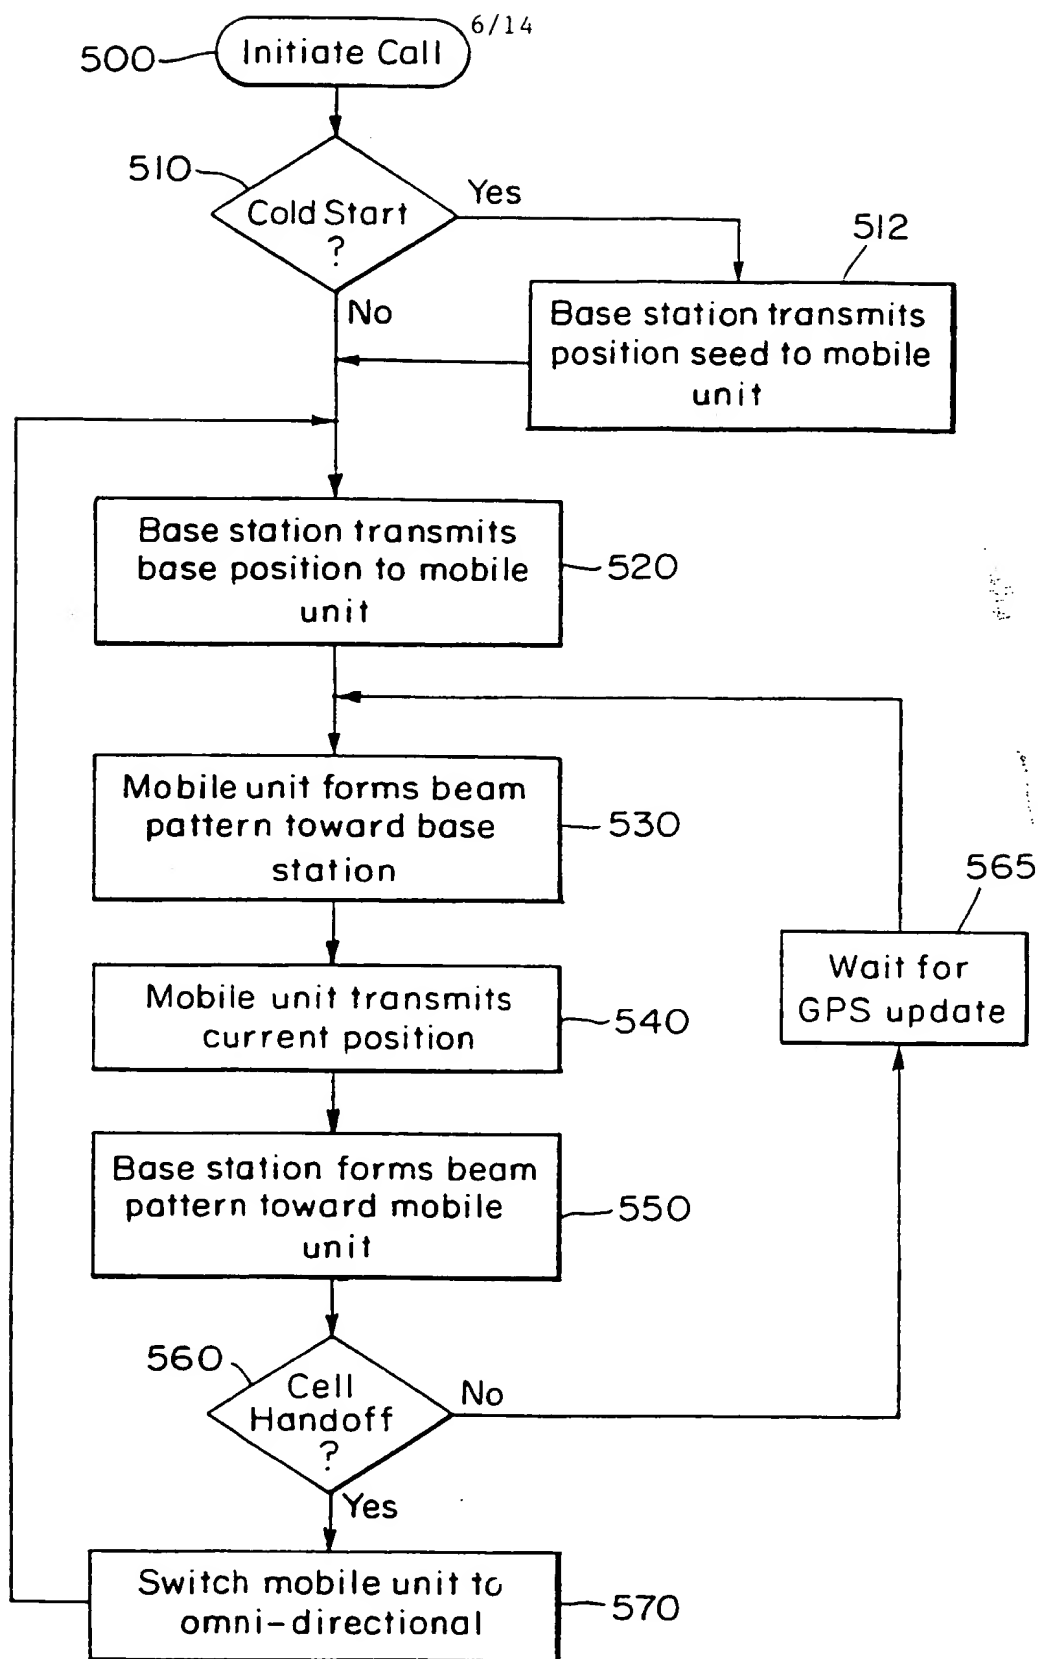 6/14
500
Initiate Call
510
Cold Start
?
Yes
No
512
Base station transmits
position seed to mobile
unit
Base station transmits
base position to mobile
unit
520
Mobile unit forms beam
pattern toward base
station
530
565
Wait for
GPS update
Mobile unit transmits
current position
540
Base station forms beam
pattern toward mobile
unit
550
560
Cell
Handoff
?
No
Yes
Switch mobile unit to
omni-directional
570